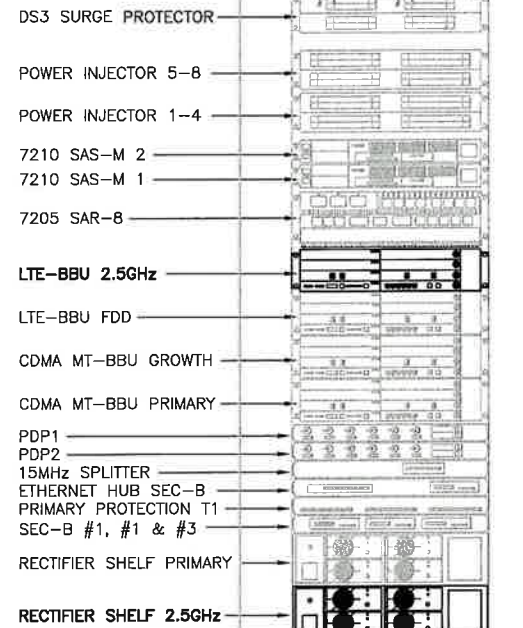 DS3 SURGE PROTECTOR
POWER INJECTOR 5-8
POWER INJECTOR 1-4
7210 SAS-M 2
7210 SAS-M 1
7205 SAR-8
LTE-BBU 2.5GHz
LTE-BBU FDD
CDMA MT-BBU GROWTH
CDMA MT-BBU PRIMARY
PDP1
PDP2
15MHz SPLITTER
ETHERNET HUB SEC-B
PRIMARY PROTECTION T1
SEC-B #1, #1 & #3
RECTIFIER SHELF PRIMARY
RECTIFIER SHELF 2.5GHz